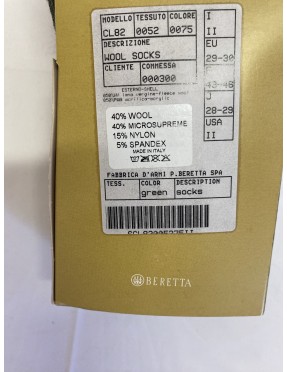 MODELLO TESSUTO COLORE I
CL82 0052 0075 II
DESCRIZIONE EU
WOOL SOCKS 29-30
CLIENTE COMMESSA
000300
ESTERNO-SHELL
J
28-29
40% WOOL
40% MICROSUPREME
15% NYLON
5% SPANDEX
MADE IN ITALY
USA
II
FABBRICA D'ARMI P.BERETTA SPA
TESS. COLOR DESCRIPTION
green socks
BERETTA